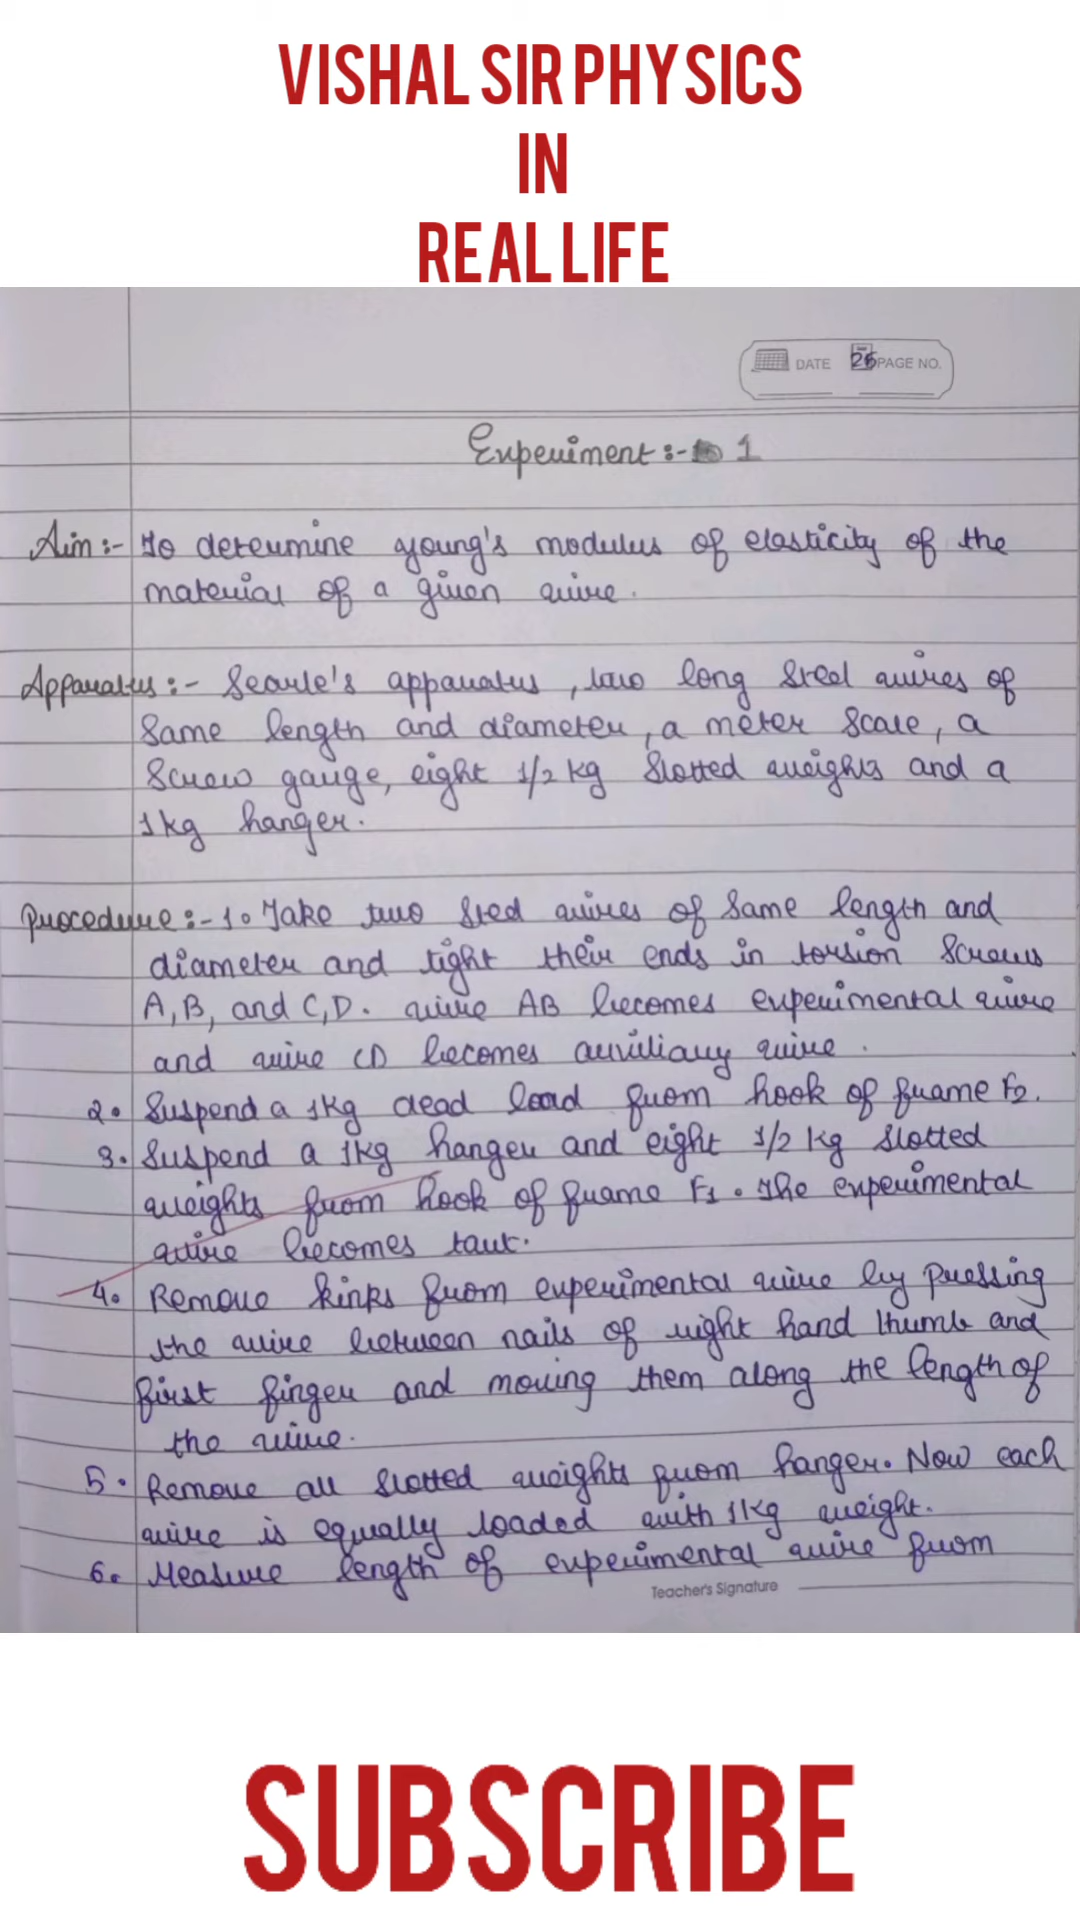 VISHAL SIR PHYSICS
IN
REAL LIFE
DATE 26 PAGE NO.
Experiment :- 1
Aim :- To determine young's modulus of elasticity of the
material of a given wire.
Apparatus :- Searle's apparatus, two long steel wires of
same length and diameter, a meter scale, a
screw gauge, eight 1/2 kg slotted weights and a
1kg hanger.
Procedure :- 1. Take two steel wires of same length and
diameter and tight their ends in torsion screws
A, B, and C, D. wire AB becomes experimental wire
and wire CD becomes auxiliary wire.
2. Suspend a 1kg dead load from hook of frame F2.
3. Suspend a 1kg hanger and eight 1/2 kg slotted
weights from hook of frame F1. The experimental
wire becomes taut.
4. Remove kinks from experimental wire by pressing
the wire between nails of right hand thumb and
first finger and moving them along the length of
the wire.
5. Remove all slotted weights from hanger. Now each
wire is equally loaded with 1kg weight.
6. Measure length of experimental wire from
Teacher's Signature
SUBSCRIBE